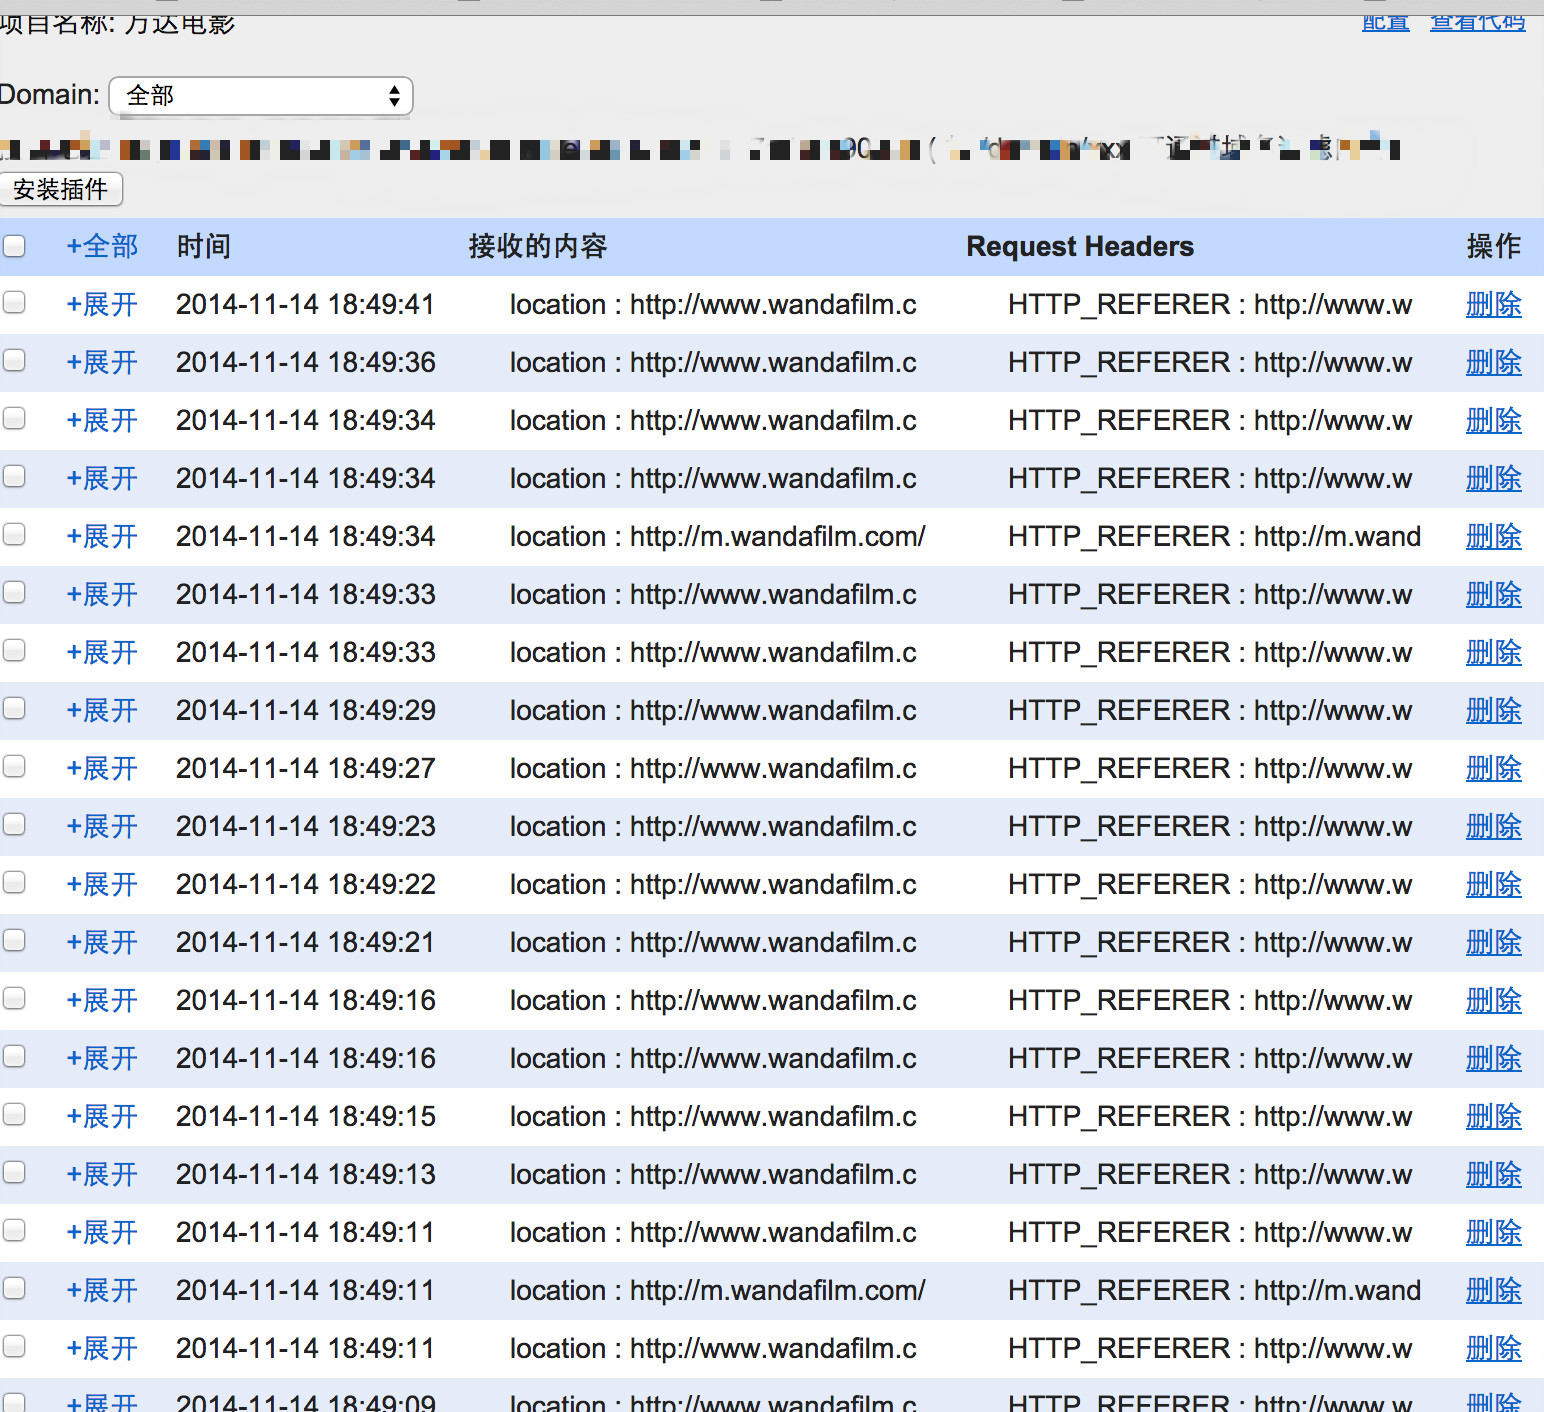 项目名称: 万达电影 配置 查看代码
Domain: 全部
安装插件
+全部 时间 接收的内容 Request Headers 操作
+展开 2014-11-14 18:49:41 location : http://www.wandafilm.c HTTP_REFERER : http://www.w 删除
+展开 2014-11-14 18:49:36 location : http://www.wandafilm.c HTTP_REFERER : http://www.w 删除
+展开 2014-11-14 18:49:34 location : http://www.wandafilm.c HTTP_REFERER : http://www.w 删除
+展开 2014-11-14 18:49:34 location : http://www.wandafilm.c HTTP_REFERER : http://www.w 删除
+展开 2014-11-14 18:49:34 location : http://m.wandafilm.com/ HTTP_REFERER : http://m.wand 删除
+展开 2014-11-14 18:49:33 location : http://www.wandafilm.c HTTP_REFERER : http://www.w 删除
+展开 2014-11-14 18:49:33 location : http://www.wandafilm.c HTTP_REFERER : http://www.w 删除
+展开 2014-11-14 18:49:29 location : http://www.wandafilm.c HTTP_REFERER : http://www.w 删除
+展开 2014-11-14 18:49:27 location : http://www.wandafilm.c HTTP_REFERER : http://www.w 删除
+展开 2014-11-14 18:49:23 location : http://www.wandafilm.c HTTP_REFERER : http://www.w 删除
+展开 2014-11-14 18:49:22 location : http://www.wandafilm.c HTTP_REFERER : http://www.w 删除
+展开 2014-11-14 18:49:21 location : http://www.wandafilm.c HTTP_REFERER : http://www.w 删除
+展开 2014-11-14 18:49:16 location : http://www.wandafilm.c HTTP_REFERER : http://www.w 删除
+展开 2014-11-14 18:49:16 location : http://www.wandafilm.c HTTP_REFERER : http://www.w 删除
+展开 2014-11-14 18:49:15 location : http://www.wandafilm.c HTTP_REFERER : http://www.w 删除
+展开 2014-11-14 18:49:13 location : http://www.wandafilm.c HTTP_REFERER : http://www.w 删除
+展开 2014-11-14 18:49:11 location : http://www.wandafilm.c HTTP_REFERER : http://www.w 删除
+展开 2014-11-14 18:49:11 location : http://m.wandafilm.com/ HTTP_REFERER : http://m.wand 删除
+展开 2014-11-14 18:49:11 location : http://www.wandafilm.c HTTP_REFERER : http://www.w 删除
+展开 2014-11-14 18:49:09 location : http://www.wandafilm.c HTTP_REFERER : http://www.w 删除